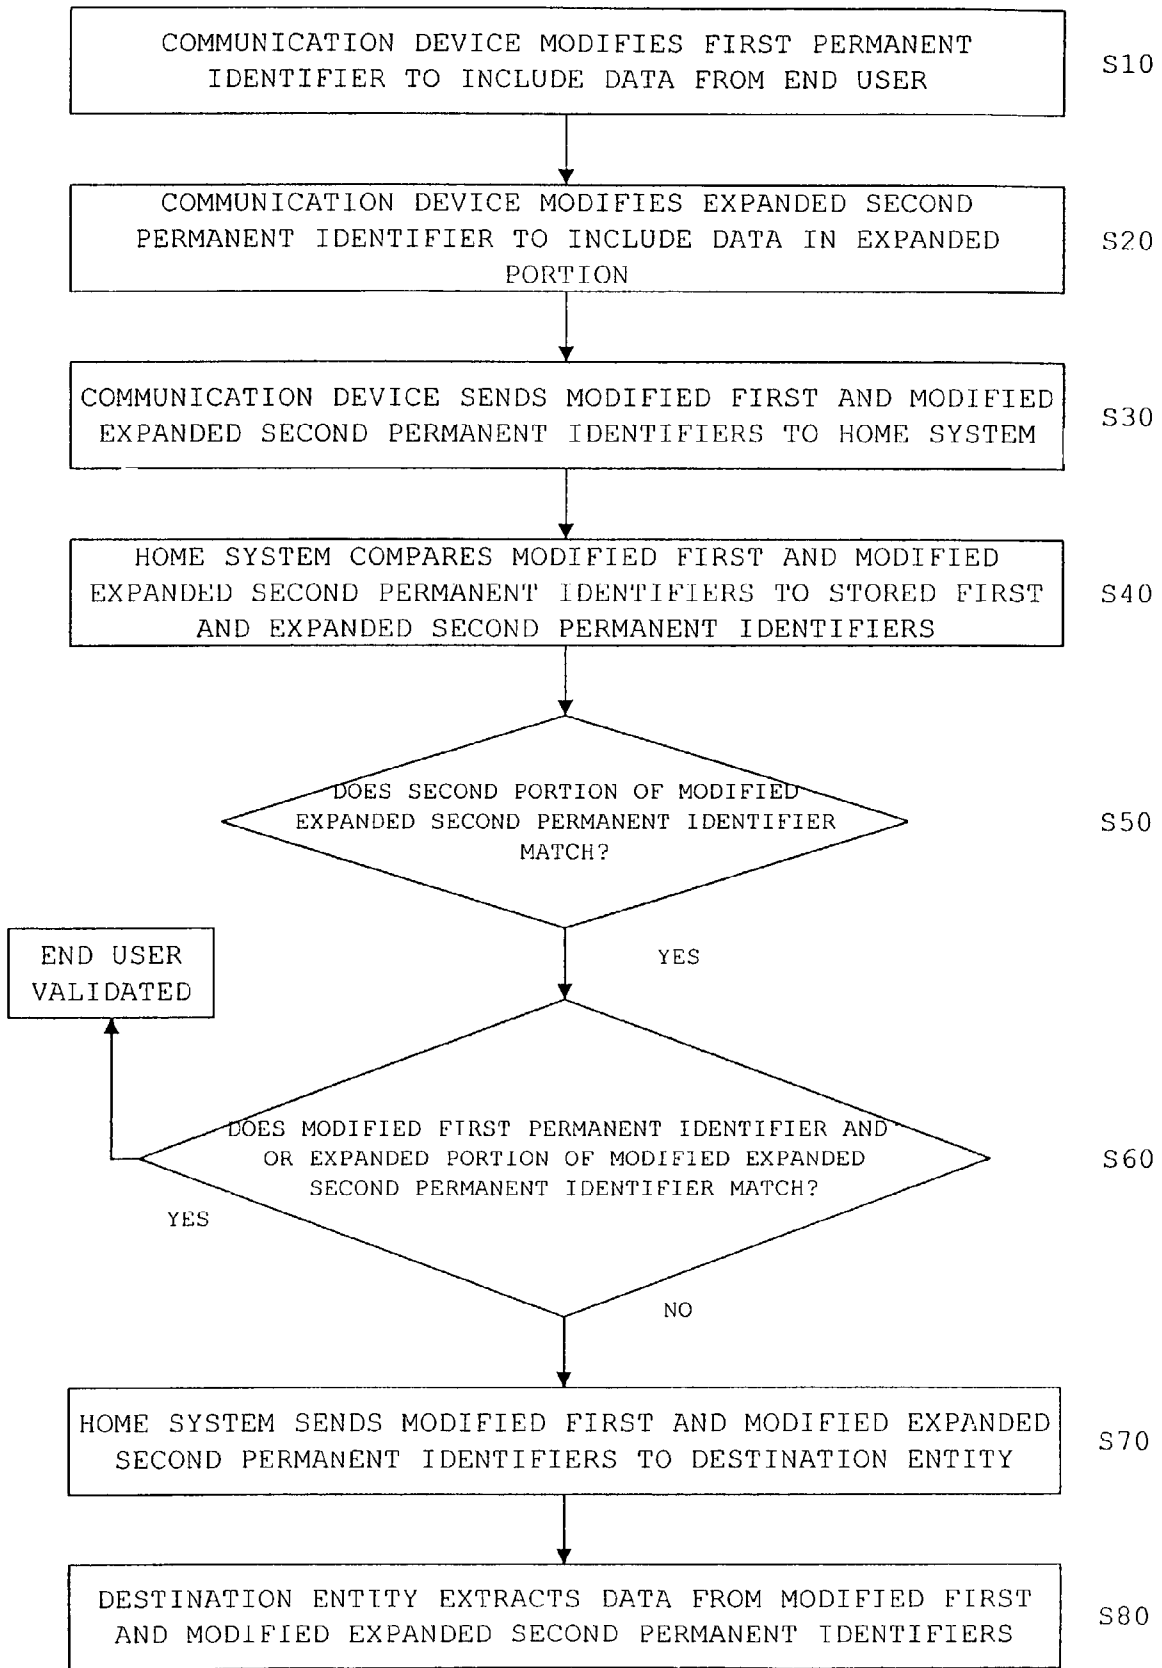 COMMUNICATION DEVICE MODIFIES FIRST PERMANENT
IDENTIFIER TO INCLUDE DATA FROM END USER
S10
COMMUNICATION DEVICE MODIFIES EXPANDED SECOND
PERMANENT IDENTIFIER TO INCLUDE DATA IN EXPANDED
PORTION
S20
COMMUNICATION DEVICE SENDS MODIFIED FIRST AND MODIFIED
EXPANDED SECOND PERMANENT IDENTIFIERS TO HOME SYSTEM
S30
HOME SYSTEM COMPARES MODIFIED FIRST AND MODIFIED
EXPANDED SECOND PERMANENT IDENTIFIERS TO STORED FIRST
AND EXPANDED SECOND PERMANENT IDENTIFIERS
S40
DOES SECOND PORTION OF MODIFIED
EXPANDED SECOND PERMANENT IDENTIFIER
MATCH?
S50
YES
END USER
VALIDATED
DOES MODIFIED FIRST PERMANENT IDENTIFIER AND
OR EXPANDED PORTION OF MODIFIED EXPANDED
SECOND PERMANENT IDENTIFIER MATCH?
S60
YES
NO
HOME SYSTEM SENDS MODIFIED FIRST AND MODIFIED EXPANDED
SECOND PERMANENT IDENTIFIERS TO DESTINATION ENTITY
S70
DESTINATION ENTITY EXTRACTS DATA FROM MODIFIED FIRST
AND MODIFIED EXPANDED SECOND PERMANENT IDENTIFIERS
S80